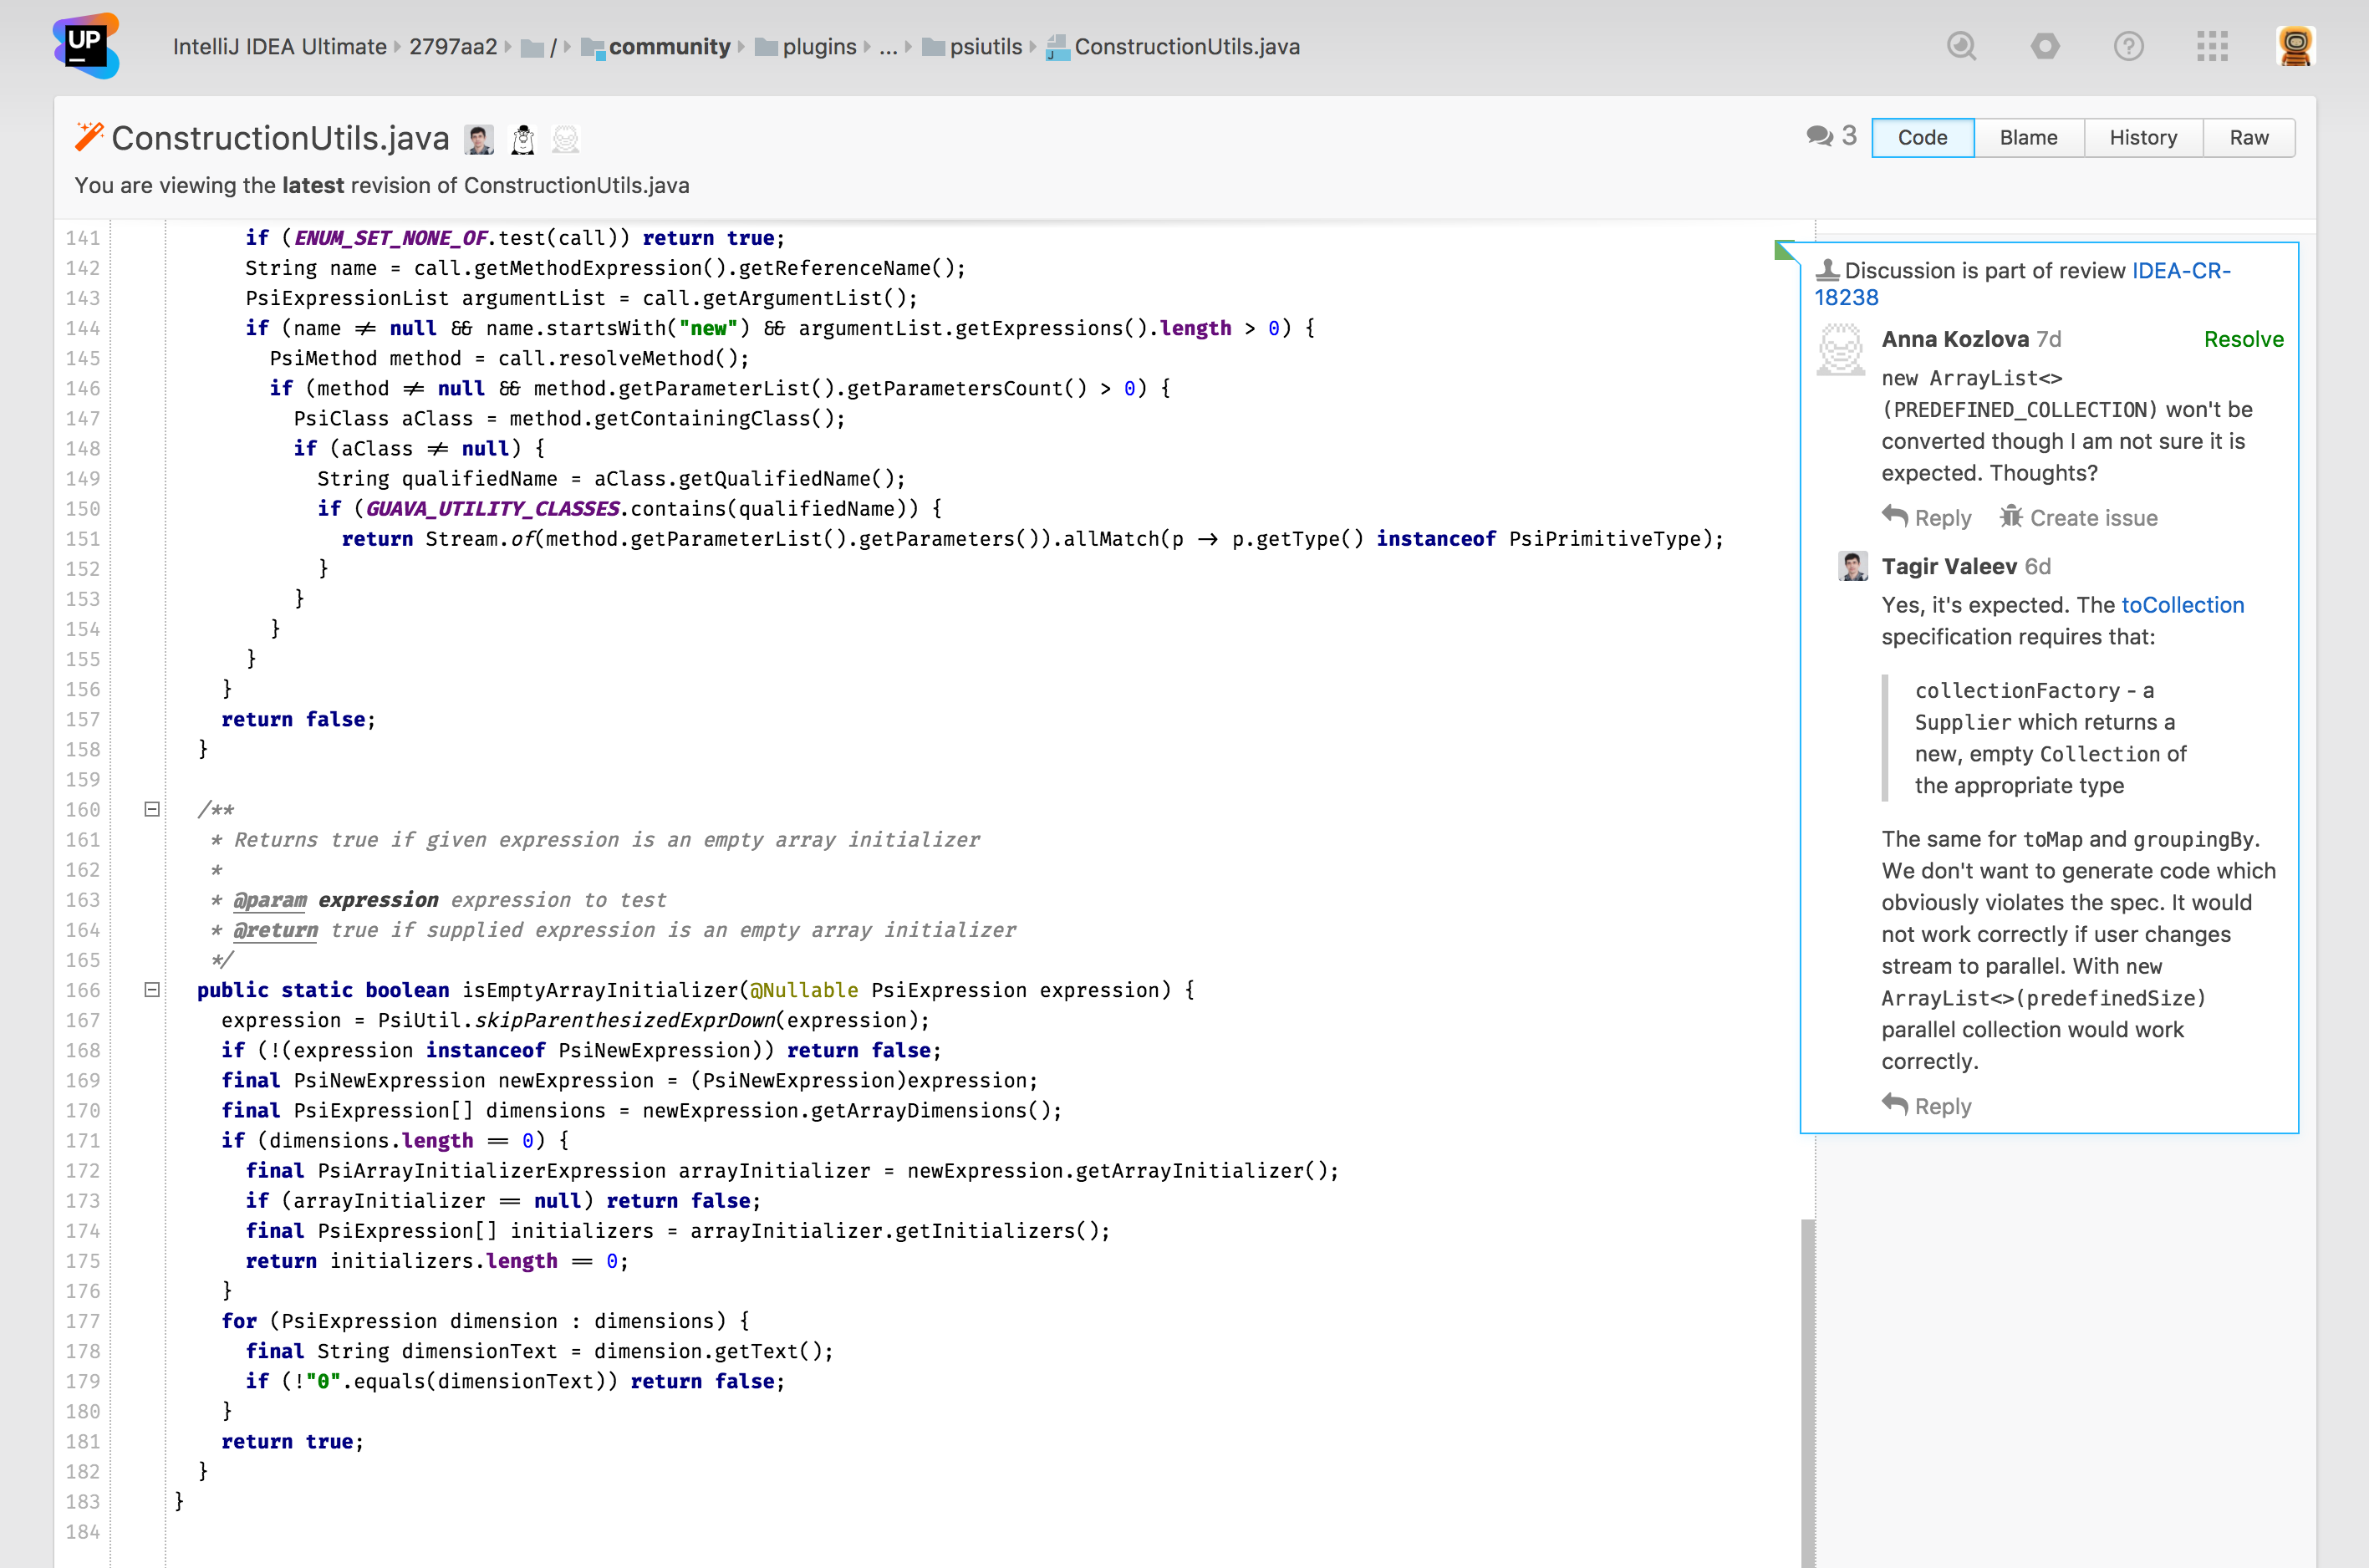 UP
IntelliJ IDEA Ultimate 2797aa2 / community plugins ... psiutils ConstructionUtils.java
ConstructionUtils.java
3 Code Blame History Raw
You are viewing the latest revision of ConstructionUtils.java
141 if (ENUM_SET_NONE_OF.test(call)) return true;
142 String name = call.getMethodExpression().getReferenceName();
143 PsiExpressionList argumentList = call.getArgumentList();
144 if (name != null && name.startsWith("new") && argumentList.getExpressions().length > 0) {
145 PsiMethod method = call.resolveMethod();
146 if (method != null && method.getParameterList().getParametersCount() > 0) {
147 PsiClass aClass = method.getContainingClass();
148 if (aClass != null) {
149 String qualifiedName = aClass.getQualifiedName();
150 if (GUAVA_UTILITY_CLASSES.contains(qualifiedName)) {
151 return Stream.of(method.getParameterList().getParameters()).allMatch(p -> p.getType() instanceof PsiPrimitiveType);
152 }
153 }
154 }
155 }
156 }
157 return false;
158 }
159
160 /**
161 * Returns true if given expression is an empty array initializer
162 *
163 * @param expression expression to test
164 * @return true if supplied expression is an empty array initializer
165 */
166 public static boolean isEmptyArrayInitializer(@Nullable PsiExpression expression) {
167 expression = PsiUtil.skipParenthesizedExprDown(expression);
168 if (!(expression instanceof PsiNewExpression)) return false;
169 final PsiNewExpression newExpression = (PsiNewExpression)expression;
170 final PsiExpression[] dimensions = newExpression.getArrayDimensions();
171 if (dimensions.length == 0) {
172 final PsiArrayInitializerExpression arrayInitializer = newExpression.getArrayInitializer();
173 if (arrayInitializer == null) return false;
174 final PsiExpression[] initializers = arrayInitializer.getInitializers();
175 return initializers.length == 0;
176 }
177 for (PsiExpression dimension : dimensions) {
178 final String dimensionText = dimension.getText();
179 if (!"0".equals(dimensionText)) return false;
180 }
181 return true;
182 }
183 }
184
Discussion is part of review IDEA-CR-
18238
Anna Kozlova 7d Resolve
new ArrayList<>
(PREDEFINED_COLLECTION) won't be
converted though I am not sure it is
expected. Thoughts?
Reply Create issue
Tagir Valeev 6d
Yes, it's expected. The toCollection
specification requires that:
collectionFactory - a
Supplier which returns a
new, empty Collection of
the appropriate type
The same for toMap and groupingBy.
We don't want to generate code which
obviously violates the spec. It would
not work correctly if user changes
stream to parallel. With new
ArrayList<>(predefinedSize)
parallel collection would work
correctly.
Reply